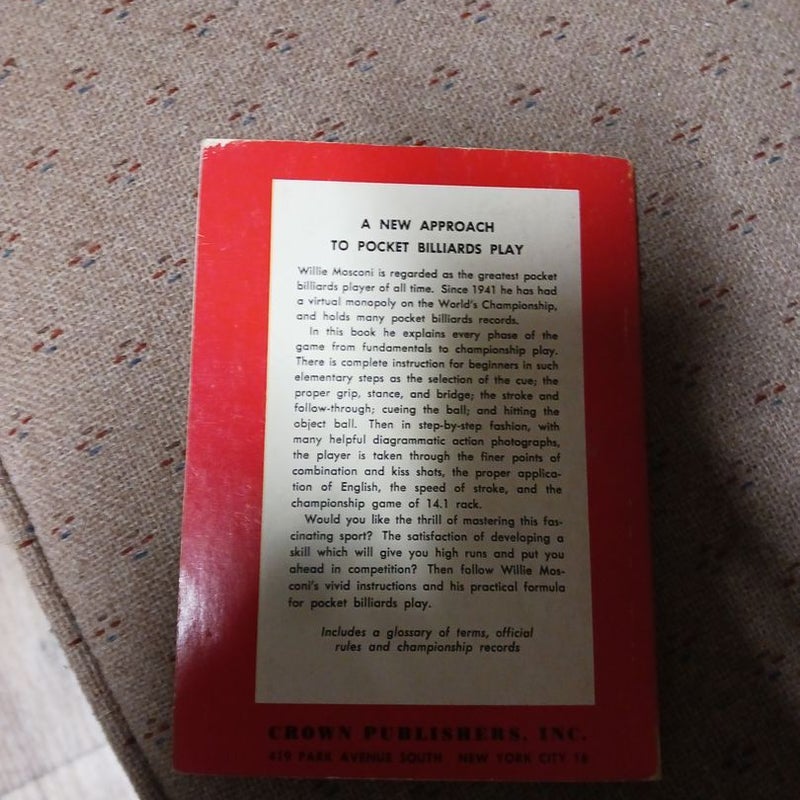 A NEW APPROACH
TO POCKET BILLIARDS PLAY
Willie Mosconi is regarded as the greatest pocket
billiards player of all time. Since 1941 he has had
a virtual monopoly on the World's Championship,
and holds many pocket billiards records.
In this book he explains every phase of the
game from fundamentals to championship play.
There is complete instruction for beginners in such
elementary steps as the selection of the cue; the
proper grip, stance, and bridge; the stroke and
follow-through; cueing the ball; and hitting the
object ball. Then in step-by-step fashion, with
many helpful diagrammatic action photographs,
the player is taken through the finer points of
combination and kiss shots, the proper applica-
tion of English, the speed of stroke, and the
championship game of 14.1 rack.
Would you like the thrill of mastering this fas-
cinating sport? The satisfaction of developing a
skill which will give you high runs and put you
ahead in competition? Then follow Willie Mos-
coni's vivid instructions and his practical formula
for pocket billiards play.
Includes a glossary of terms, official
rules and championship records
CROWN PUBLISHERS, INC.
419 PARK AVENUE SOUTH NEW YORK CITY 16